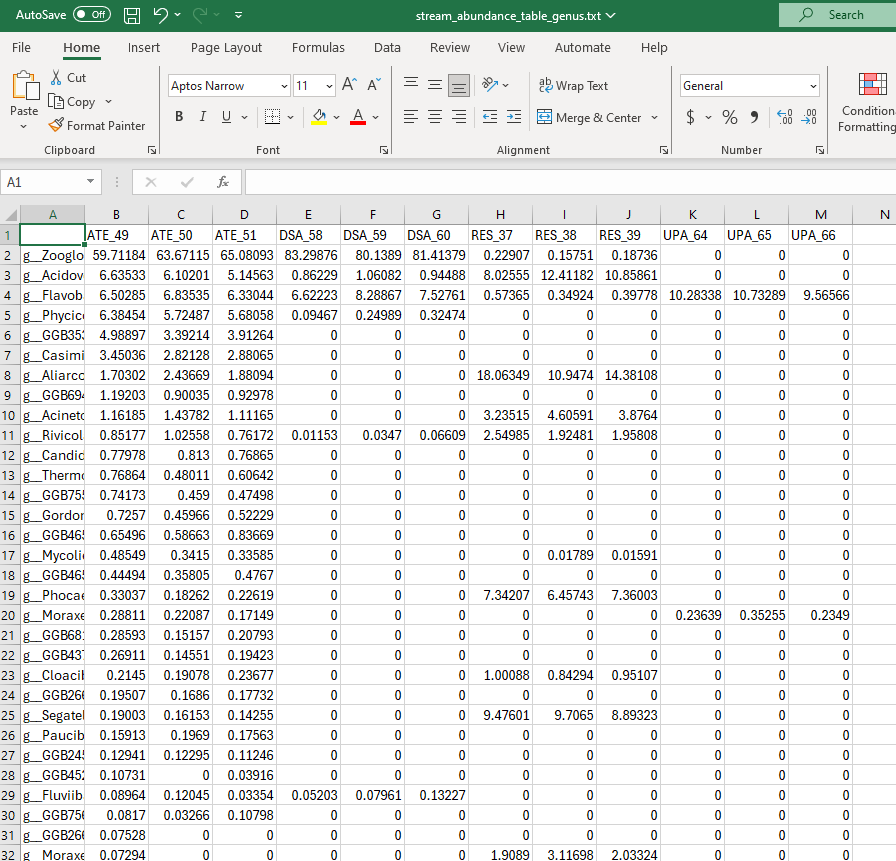 AutoSave Off stream_abundance_table_genus.txt Search
File Home Insert Page Layout Formulas Data Review View Automate Help
Paste Cut Copy Format Painter
Aptos Narrow 11 A A
B I U A
ab Wrap Text
Merge & Center
General
$ % 9 .00 .00
Condition
Formatting
Clipboard Font Alignment Number
A1 fx
A B C D E F G H I J K L M N
1 ATE_49 ATE_50 ATE_51 DSA_58 DSA_59 DSA_60 RES_37 RES_38 RES_39 UPA_64 UPA_65 UPA_66
2 g__Zooglo 59.71184 63.67115 65.08093 83.29876 80.1389 81.41379 0.22907 0.15751 0.18736 0 0 0
3 g__Acidov 6.63533 6.10201 5.14563 0.86229 1.06082 0.94488 8.02555 12.41182 10.85861 0 0 0
4 g__Flavob 6.50285 6.83535 6.33044 6.62223 8.28867 7.52761 0.57365 0.34924 0.39778 10.28338 10.73289 9.56566
5 g__Phycic 6.38454 5.72487 5.68058 0.09467 0.24989 0.32474 0 0 0 0 0 0
6 g__GGB353 4.98897 3.39214 3.91264 0 0 0 0 0 0 0 0 0
7 g__Casimi 3.45036 2.82128 2.88065 0 0 0 0 0 0 0 0 0
8 g__Aliarco 1.70302 2.43669 1.88094 0 0 0 18.06349 10.9474 14.38108 0 0 0
9 g__GGB694 1.19203 0.90035 0.92978 0 0 0 0 0 0 0 0 0
10 g__Acineto 1.16185 1.43782 1.11165 0 0 0 3.23515 4.60591 3.8764 0 0 0
11 g__Rivicol 0.85177 1.02558 0.76172 0.01153 0.0347 0.06609 2.54985 1.92481 1.95808 0 0 0
12 g__Candid 0.77978 0.813 0.76865 0 0 0 0 0 0 0 0 0
13 g__Thermo 0.76864 0.48011 0.60642 0 0 0 0 0 0 0 0 0
14 g__GGB755 0.74173 0.459 0.47498 0 0 0 0 0 0 0 0 0
15 g__Gordor 0.7257 0.45966 0.52229 0 0 0 0 0 0 0 0 0
16 g__GGB465 0.65496 0.58663 0.83669 0 0 0 0 0 0 0 0 0
17 g__Mycolic 0.48549 0.3415 0.33585 0 0 0 0 0.01789 0.01591 0 0 0
18 g__GGB465 0.44494 0.35805 0.4767 0 0 0 0 0 0 0 0 0
19 g__Phocae 0.33037 0.18262 0.22619 0 0 0 7.34207 6.45743 7.36003 0 0 0
20 g__Moraxe 0.28811 0.22087 0.17149 0 0 0 0 0 0 0.23639 0.35255 0.2349
21 g__GGB681 0.28593 0.15157 0.20793 0 0 0 0 0 0 0 0 0
22 g__GGB437 0.26911 0.14551 0.19423 0 0 0 0 0 0 0 0 0
23 g__Cloacib 0.2145 0.19078 0.23677 0 0 0 1.00088 0.84294 0.95107 0 0 0
24 g__GGB266 0.19507 0.1686 0.17732 0 0 0 0 0 0 0 0 0
25 g__Segatel 0.19003 0.16153 0.14255 0 0 0 9.47601 9.7065 8.89323 0 0 0
26 g__Paucib 0.15913 0.1969 0.17563 0 0 0 0 0 0 0 0 0
27 g__GGB245 0.12941 0.12295 0.11246 0 0 0 0 0 0 0 0 0
28 g__GGB452 0.10731 0 0.03916 0 0 0 0 0 0 0 0 0
29 g__Fluviib 0.08964 0.12045 0.03354 0.05203 0.07961 0.13227 0 0 0 0 0 0
30 g__GGB756 0.0817 0.03266 0.10798 0 0 0 0 0 0 0 0 0
31 g__GGB266 0.07528 0 0 0 0 0 0 0 0 0 0 0
32 g__Moraxe 0.07294 0 0 0 0 0 1.9089 3.11698 2.03324 0 0 0